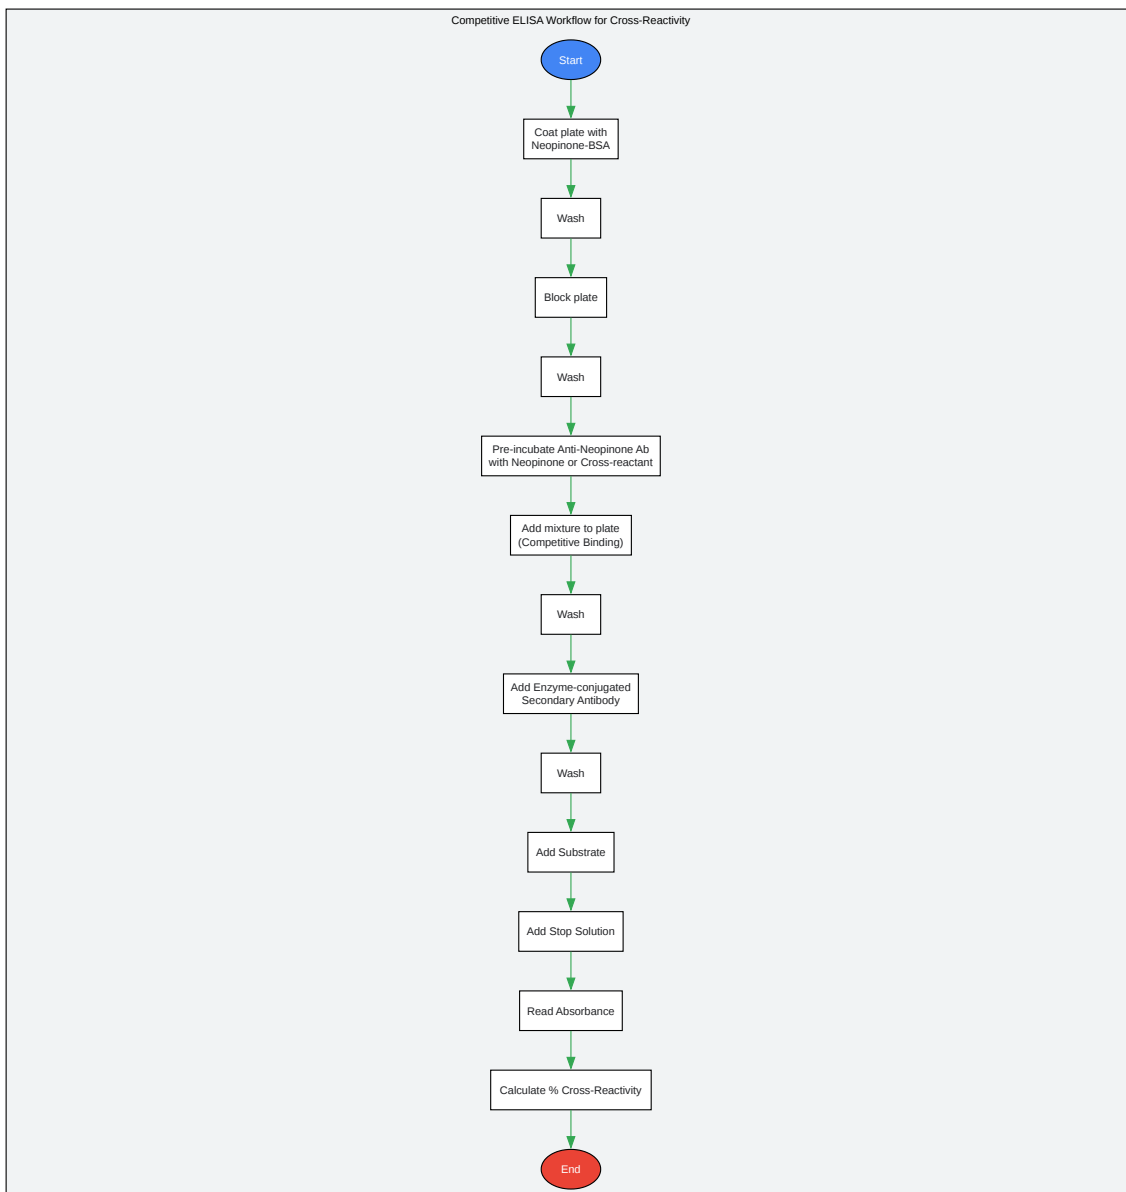 Competitive ELISA Workflow for Cross-Reactivity
Start
Coat plate with
Neopinone-BSA
Wash
Block plate
Wash
Pre-incubate Anti-Neopinone Ab
with Neopinone or Cross-reactant
Add mixture to plate
(Competitive Binding)
Wash
Add Enzyme-conjugated
Secondary Antibody
Wash
Add Substrate
Add Stop Solution
Read Absorbance
Calculate % Cross-Reactivity
End